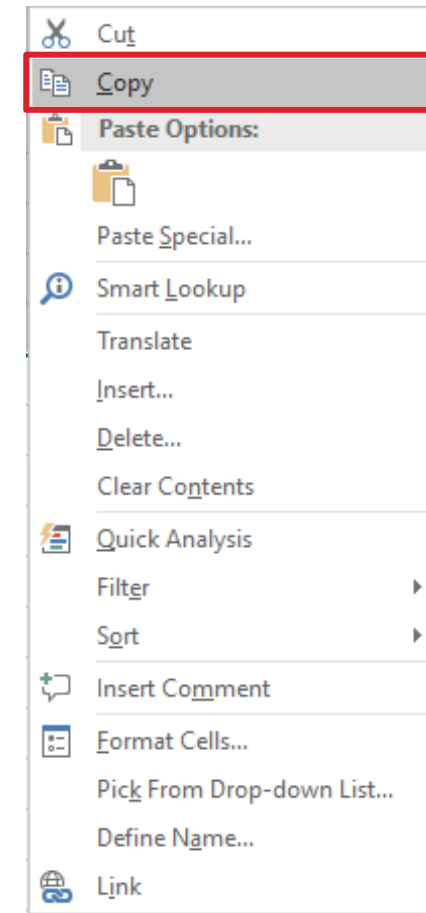 Cut
Copy
Paste Options:
Paste Special...
Smart Lookup
Translate
Insert...
Delete...
Clear Contents
Quick Analysis
Filter
Sort
Insert Comment
Format Cells...
Pick From Drop-down List...
Define Name...
Link